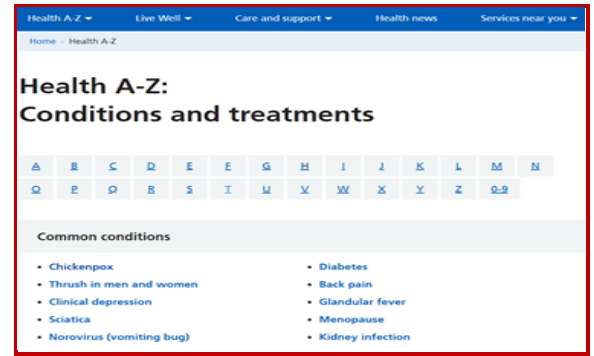 Health A-Z Live Well Care and support Health news Services near you
Home › Health A-Z
Health A-Z:
Conditions and treatments
A B C D E F G H I J K L M N
O P Q R S T U V W X Y Z 0-9
Common conditions
• Chickenpox • Diabetes
• Thrush in men and women • Back pain
• Clinical depression • Glandular fever
• Sciatica • Menopause
• Norovirus (vomiting bug) • Kidney infection